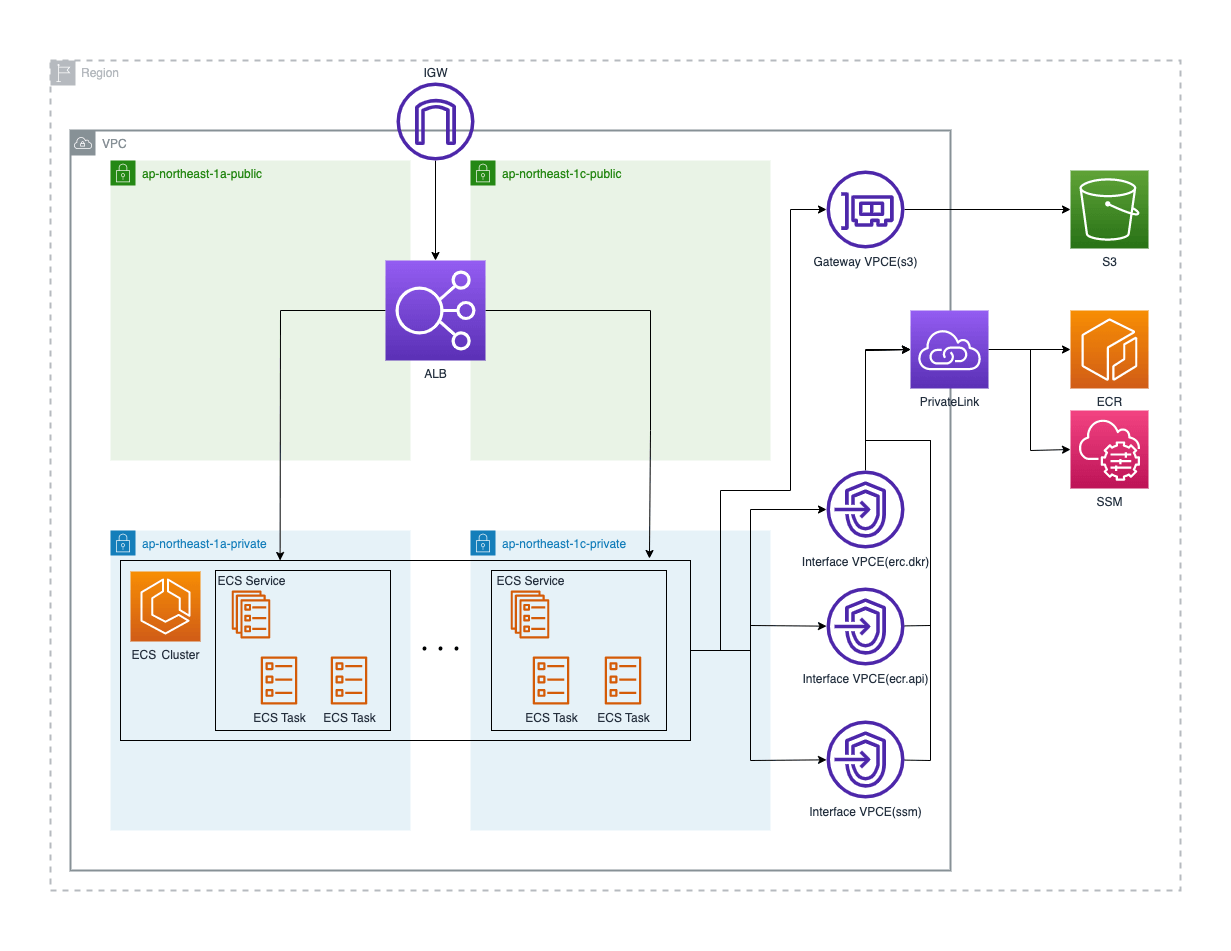 Region
IGW
VPC
ap-northeast-1a-public
ap-northeast-1c-public
Gateway VPCE(s3)
S3
ALB
PrivateLink
ECR
SSM
ap-northeast-1a-private
ap-northeast-1c-private
Interface VPCE(erc.dkr)
ECS Service
ECS Service
ECS Cluster
. . .
Interface VPCE(ecr.api)
ECS Task
ECS Task
ECS Task
ECS Task
Interface VPCE(ssm)